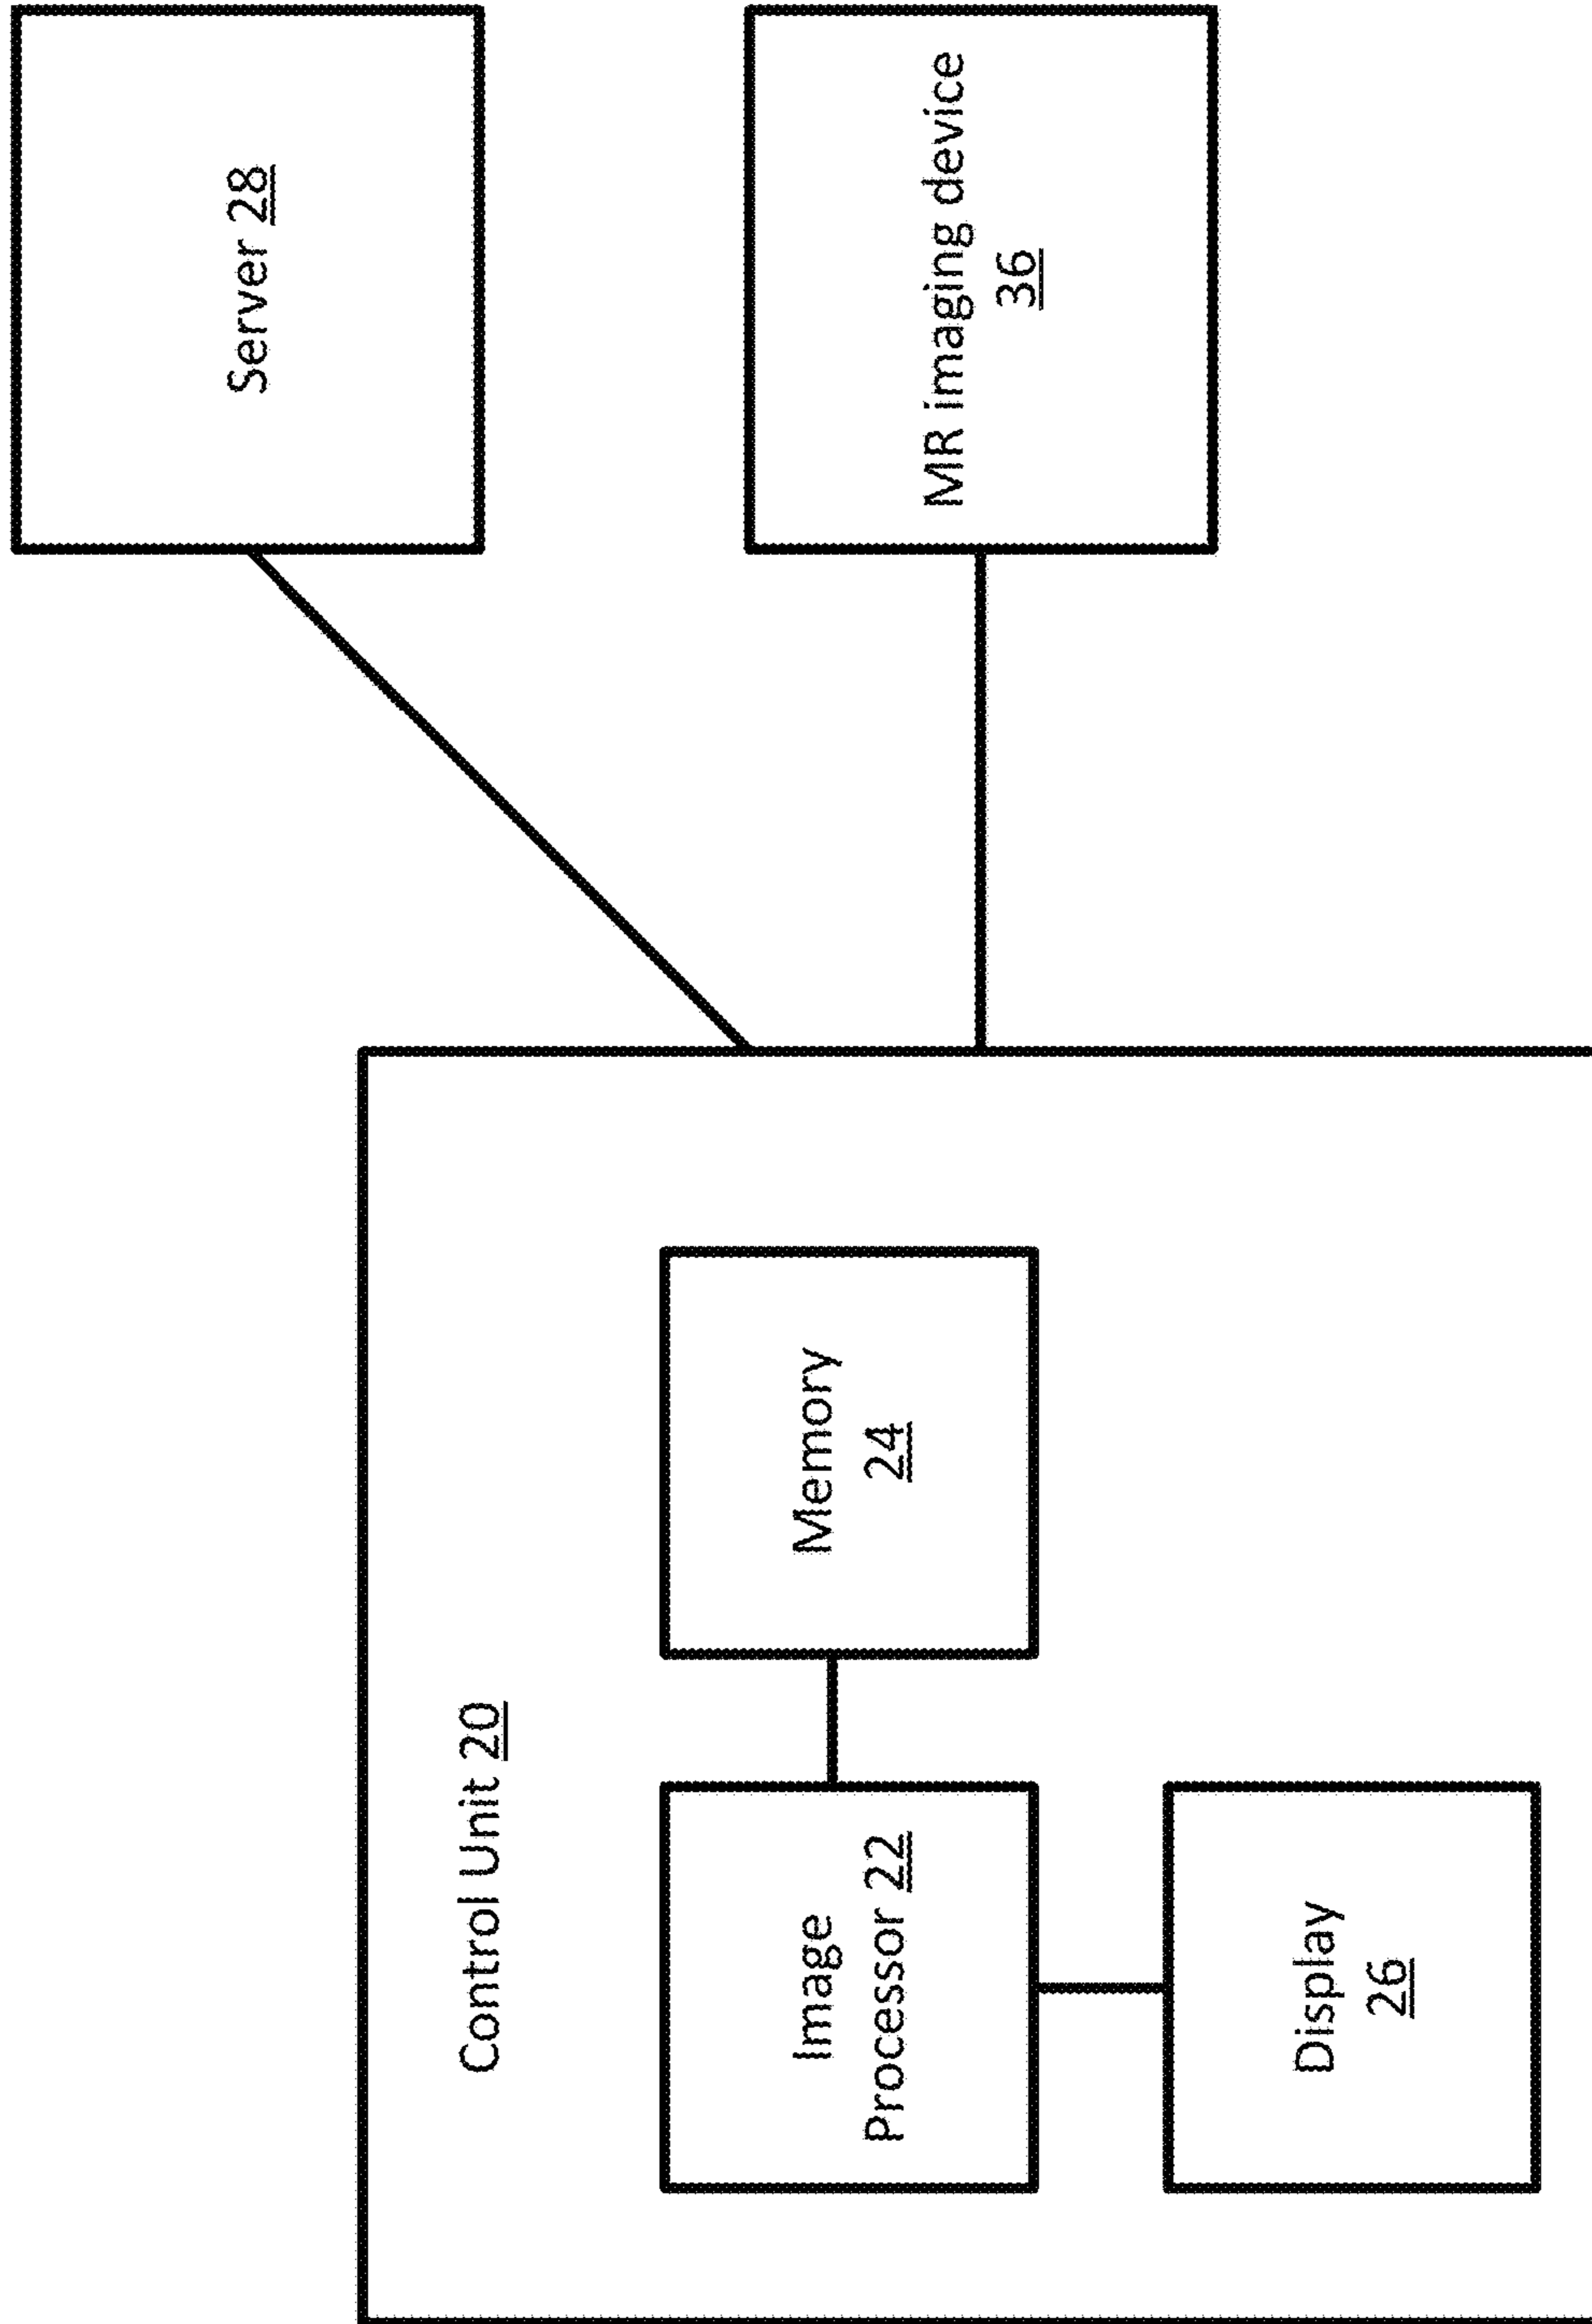 Control Unit 20
Image
Processor 22
Memory
24
Display
26
Server 28
MR imaging device
36